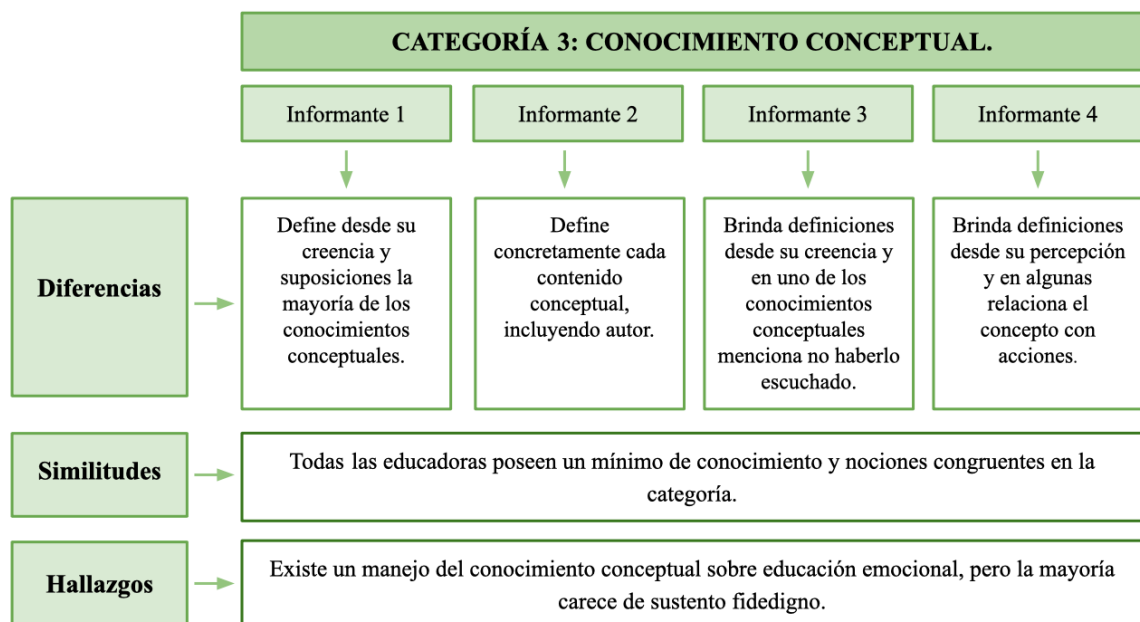 CATEGORÍA 3: CONOCIMIENTO CONCEPTUAL.
Informante 1
Informante 2
Informante 3
Informante 4
Diferencias
Define desde su
creencia y
suposiciones la
mayoría de los
conocimientos
conceptuales.
Define
concretamente cada
contenido
conceptual,
incluyendo autor.
Brinda definiciones
desde su creencia y
en uno de los
conocimientos
conceptuales
menciona no haberlo
escuchado.
Brinda definiciones
desde su percepción
y en algunas
relaciona el
concepto con
acciones.
Similitudes
Todas las educadoras poseen un mínimo de conocimiento y nociones congruentes en la
categoría.
Hallazgos
Existe un manejo del conocimiento conceptual sobre educación emocional, pero la mayoría
carece de sustento fidedigno.